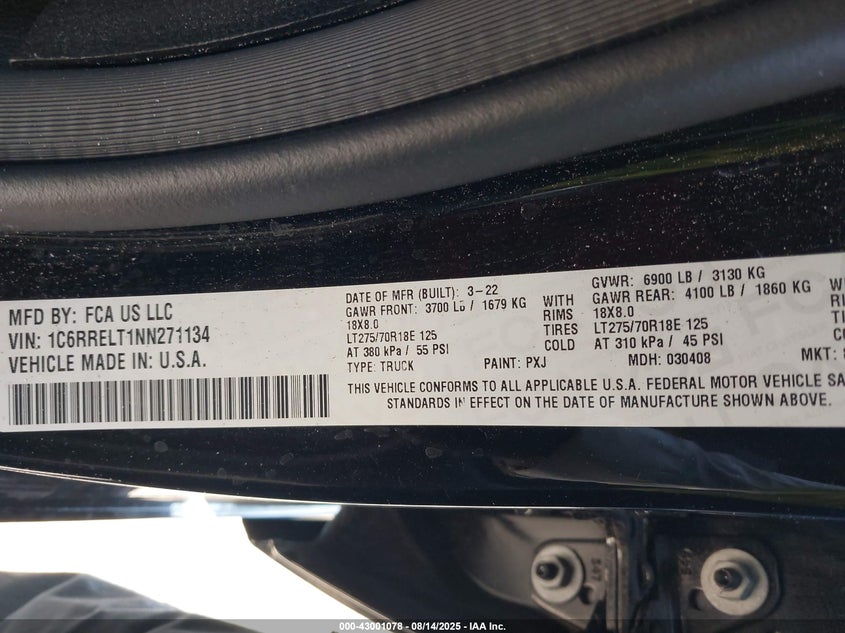 MFD BY: FCA US LLC
VIN: 1C6RRELT1NN271134
VEHICLE MADE IN: U.S.A.
DATE OF MFR (BUILT): 3-22
GAWR FRONT: 3700 LB / 1679 KG WITH
18X8.0 RIMS
LT275/70R18E 125 TIRES
AT 380 kPa / 55 PSI COLD
TYPE: TRUCK PAINT: PXJ
GVWR: 6900 LB / 3130 KG
GAWR REAR: 4100 LB / 1860 KG WITH
18X8.0
LT275/70R18E 125
AT 310 kPa / 45 PSI
MDH: 030408 MKT:
THIS VEHICLE CONFORMS TO ALL APPLICABLE U.S.A. FEDERAL MOTOR VEHICLE SA
STANDARDS IN EFFECT ON THE DATE OF MANUFACTURE SHOWN ABOVE.
000-43001078 - 08/14/2025 - IAA Inc.